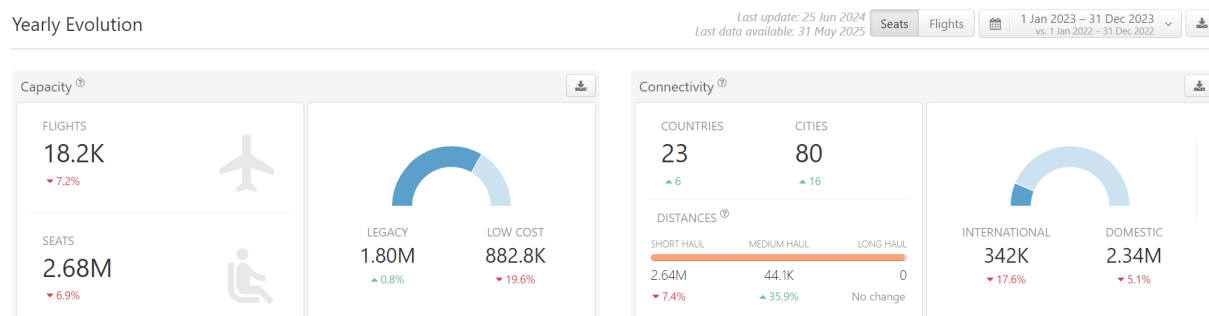 Yearly Evolution
Last update: 25 Jun 2024
Last data available: 31 May 2025
Seats
Flights
1 Jan 2023 – 31 Dec 2023
vs. 1 Jan 2022 – 31 Dec 2022
Capacity ?
FLIGHTS
18.2K
7.2%
SEATS
2.68M
6.9%
LEGACY LOW COST
1.80M 882.8K
0.8% 19.6%
Connectivity ?
COUNTRIES CITIES
23 80
6 16
DISTANCES ?
SHORT HAUL MEDIUM HAUL LONG HAUL
2.64M 44.1K 0
7.4% 35.9% No change
INTERNATIONAL DOMESTIC
342K 2.34M
17.6% 5.1%